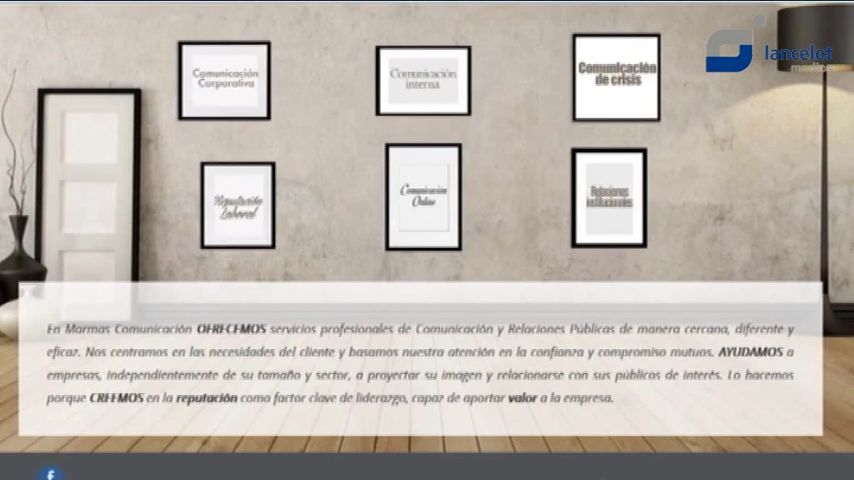 lancelot
medios
Comunicación
Corporativa
Comunicación
interna
Comunicación
de crisis
Reputación
Laboral
Comunicación
Online
Relaciones
institucionales
En Marmas Comunicación OFRECEMOS servicios profesionales de Comunicación y Relaciones Públicas de manera cercana, diferente y
eficaz. Nos centramos en las necesidades del cliente y basamos nuestra atención en la confianza y compromiso mutuos. AYUDAMOS a
empresas, independientemente de su tamaño y sector, a proyectar su imagen y relacionarse con sus públicos de interés. Lo hacemos
porque CREEMOS en la reputación como factor clave de liderazgo, capaz de aportar valor a la empresa.
f